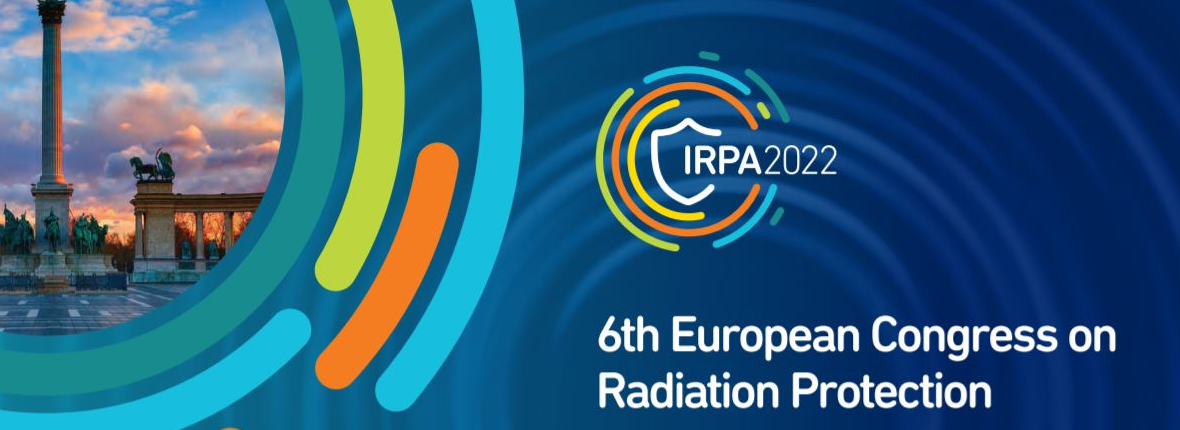 IRPA2022
6th European Congress on
Radiation Protection